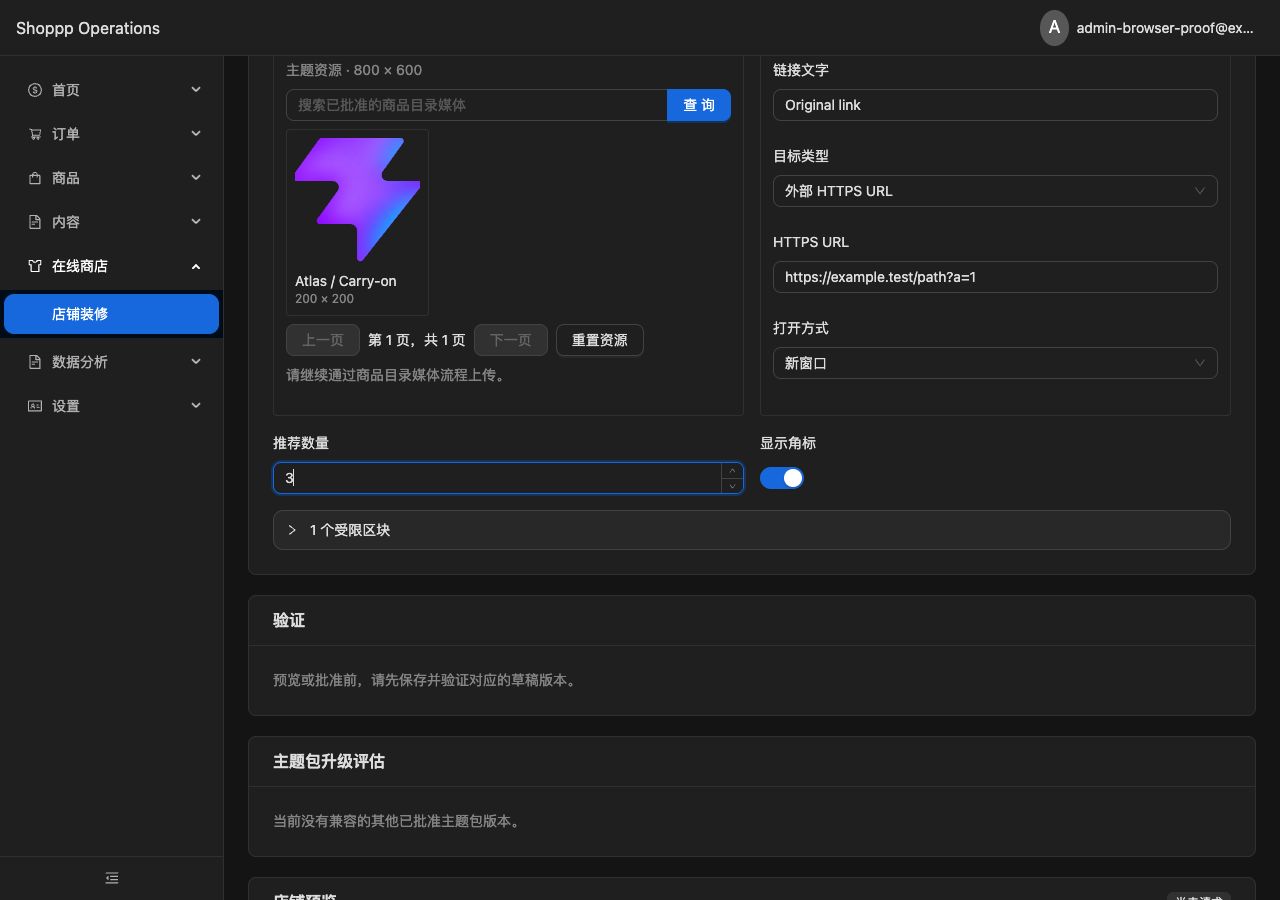 Shoppp Operations
A
admin-browser-proof@ex...
首页
订单
商品
内容
在线商店
店铺装修
数据分析
设置
主题资源 · 800 × 600
搜索已批准的商品目录媒体
查 询
Atlas / Carry-on
200 × 200
上一页
第 1 页，共 1 页
下一页
重置资源
请继续通过商品目录媒体流程上传。
链接文字
Original link
目标类型
外部 HTTPS URL
HTTPS URL
https://example.test/path?a=1
打开方式
新窗口
推荐数量
3
显示角标
1 个受限区块
验证
预览或批准前，请先保存并验证对应的草稿版本。
主题包升级评估
当前没有兼容的其他已批准主题包版本。
店铺预览